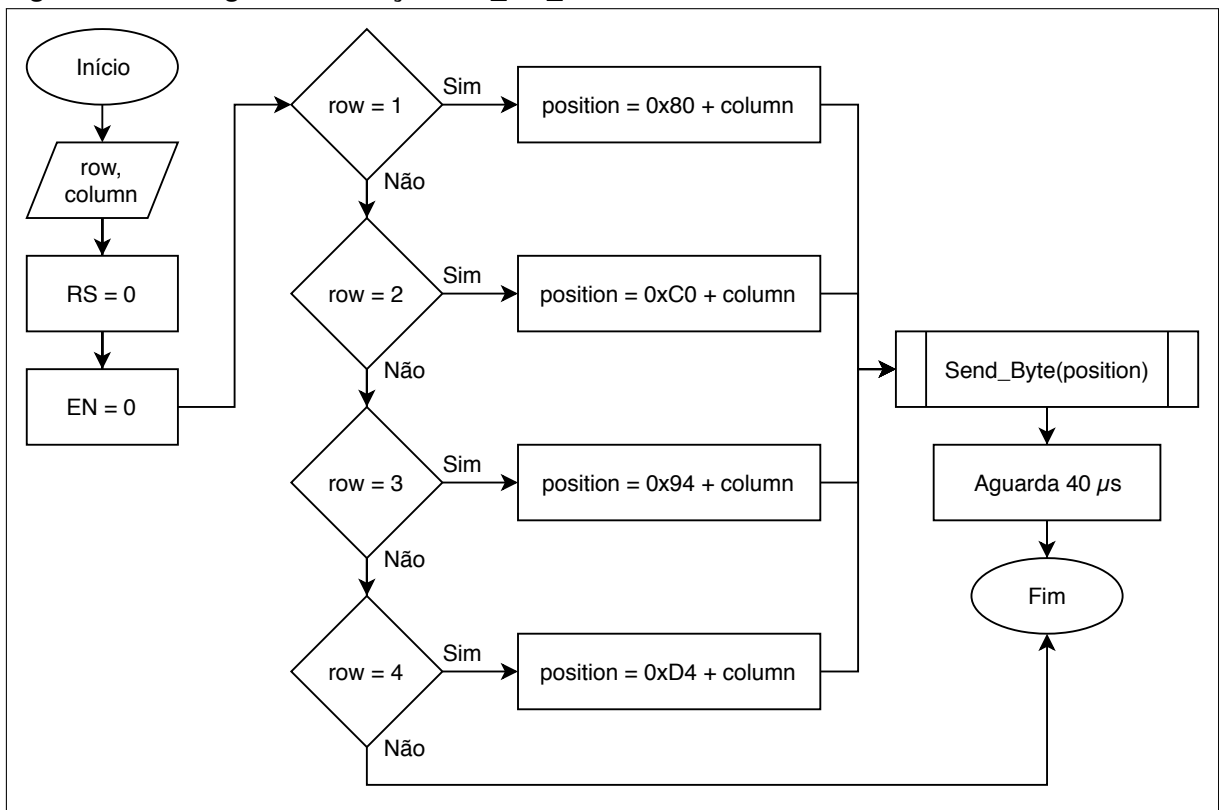 Início
row,
column
RS = 0
EN = 0
row = 1
Sim
position = 0x80 + column
Não
row = 2
Sim
position = 0xC0 + column
Não
row = 3
Sim
position = 0x94 + column
Não
row = 4
Sim
position = 0xD4 + column
Não
Send_Byte(position)
Aguarda 40 µs
Fim